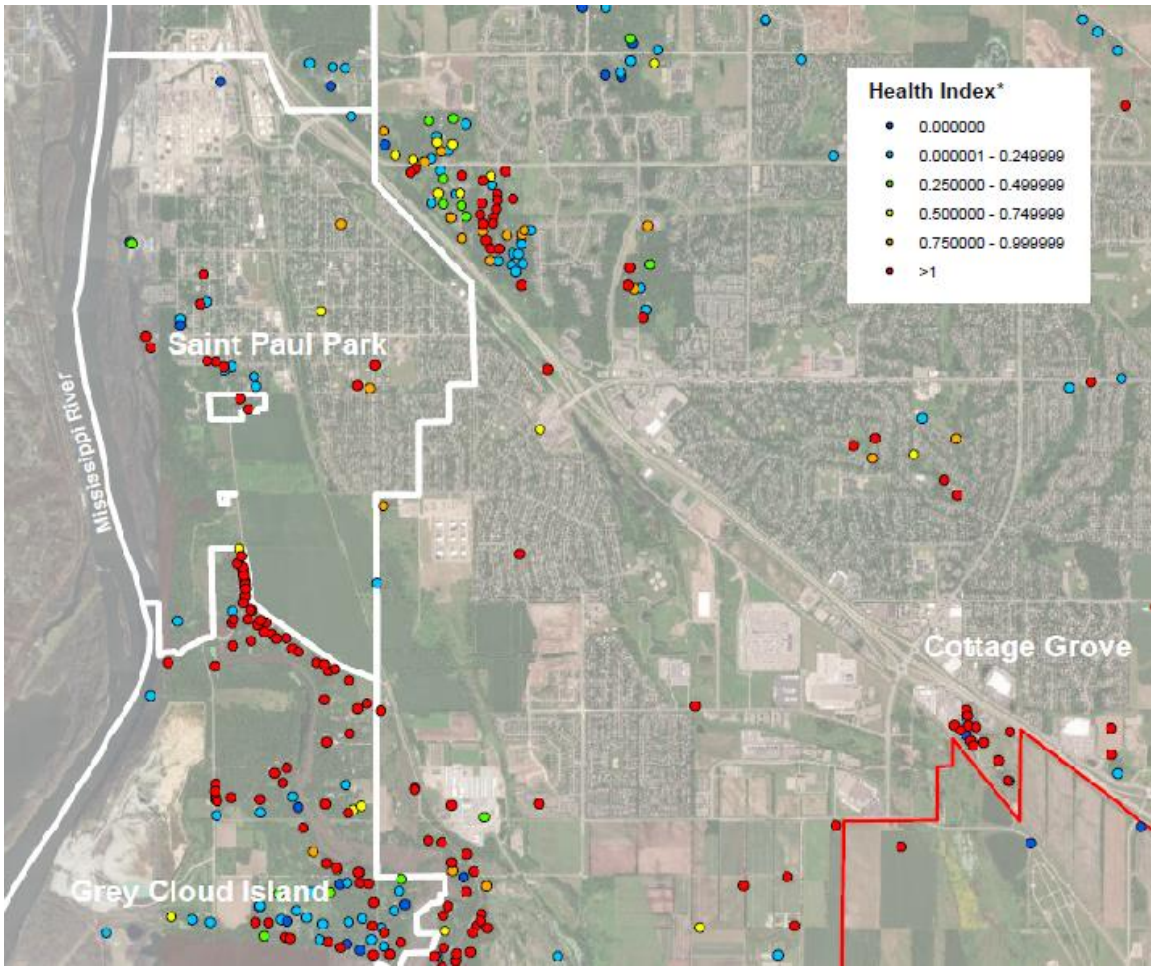 Health Index*
0.000000
0.000001 - 0.249999
0.250000 - 0.499999
0.500000 - 0.749999
0.750000 - 0.999999
>1
Saint Paul Park
Mississippi River
Cottage Grove
Grey Cloud Island